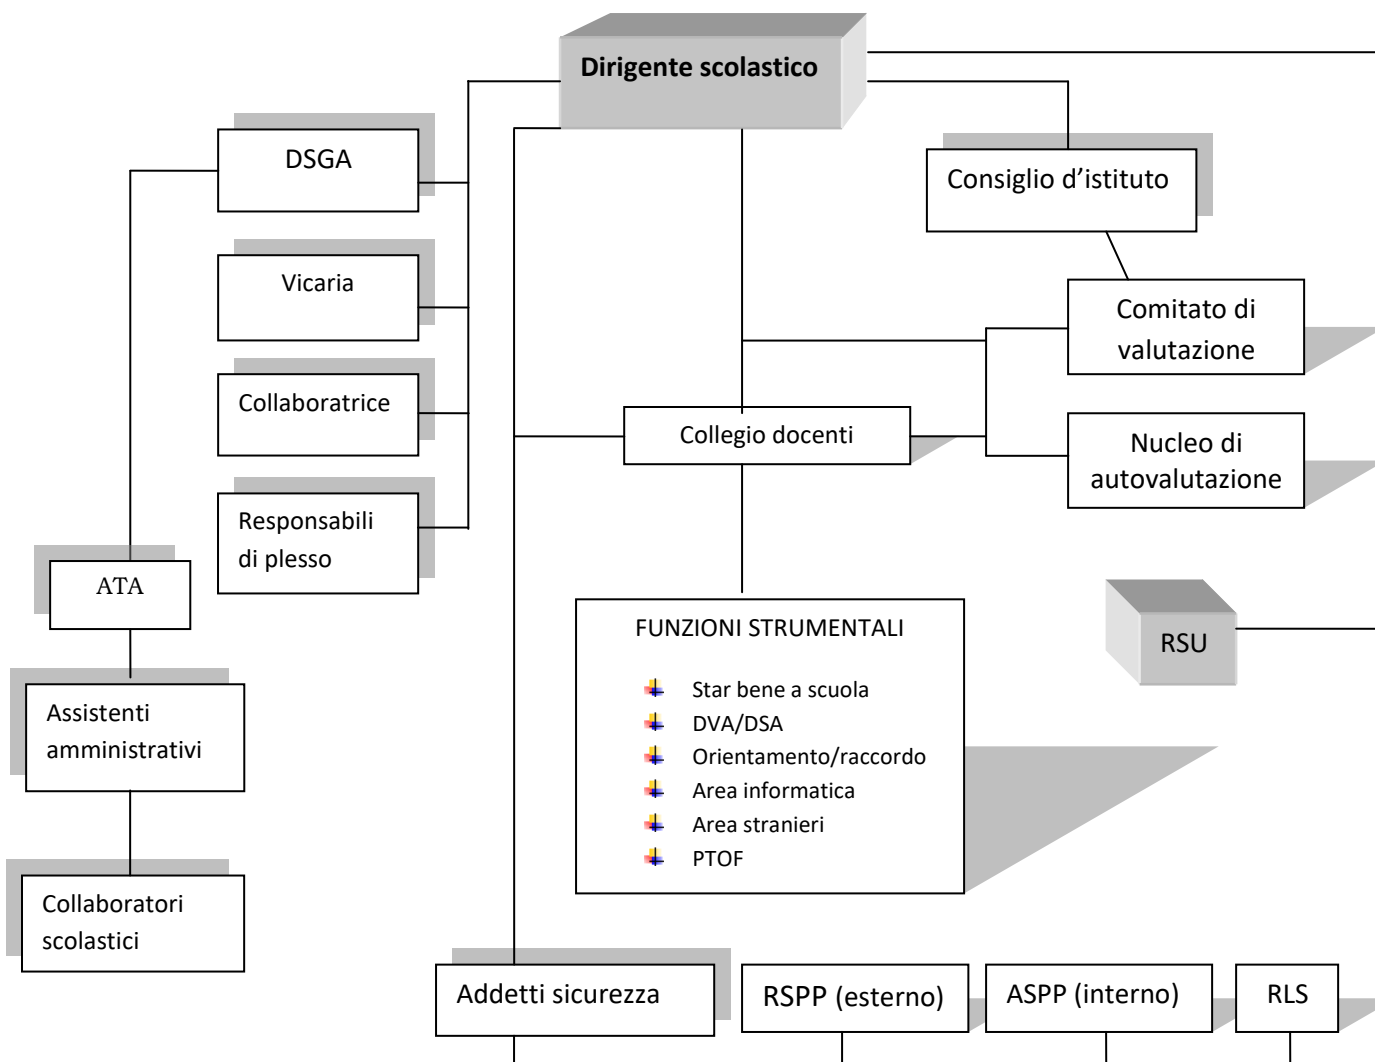 Dirigente scolastico
DSGA
Consiglio d’istituto
Vicaria
Comitato di
valutazione
Collaboratrice
Collegio docenti
Nucleo di
autovalutazione
Responsabili
di plesso
ATA
FUNZIONI STRUMENTALI
Star bene a scuola
DVA/DSA
Orientamento/raccordo
Area informatica
Area stranieri
PTOF
RSU
Assistenti
amministrativi
Collaboratori
scolastici
Addetti sicurezza
RSPP (esterno)
ASPP (interno)
RLS